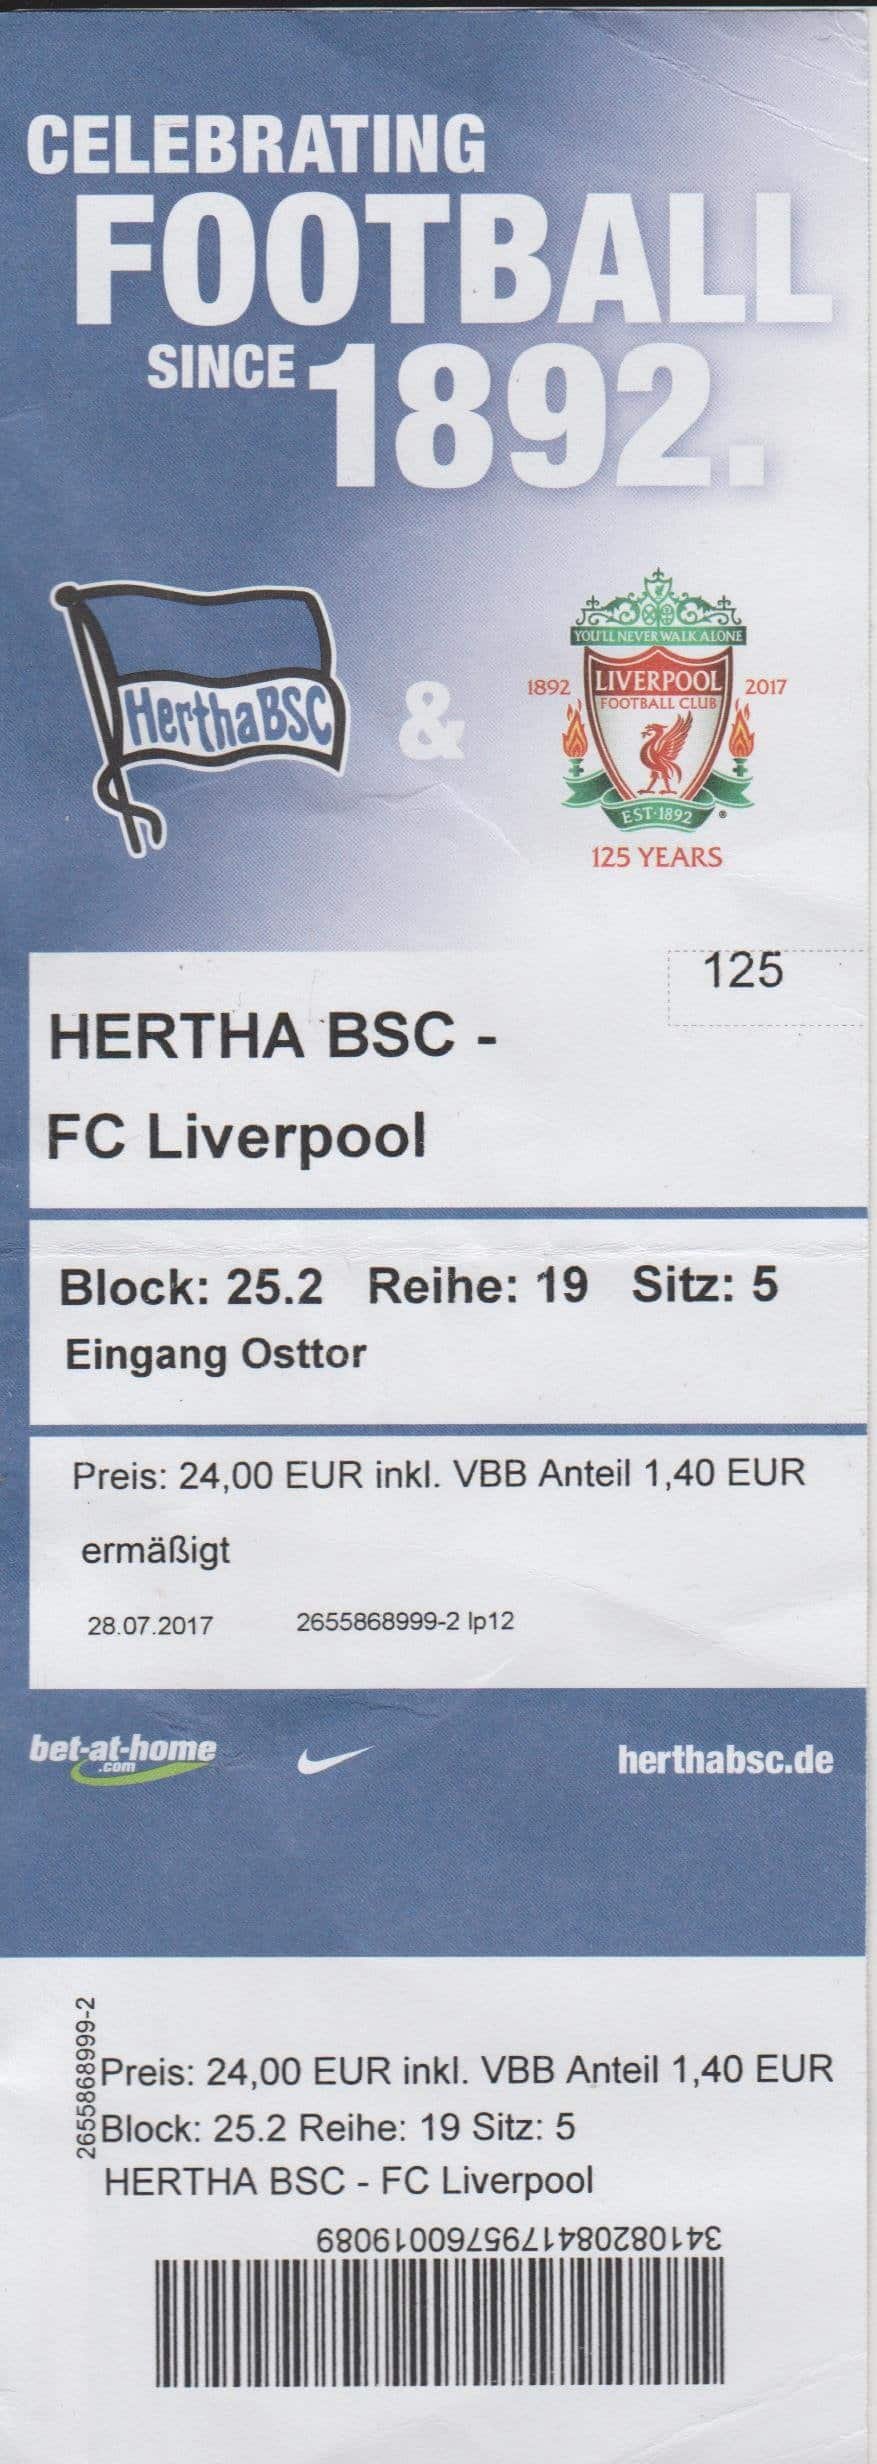 CELEBRATING
FOOTBALL
SINCE 1892.
YOU'LL NEVER WALK ALONE
1892 LIVERPOOL 2017
FOOTBALL CLUB
HerthaBSC & 
EST·1892 ®
125 YEARS
125
HERTHA BSC -
FC Liverpool
Block: 25.2 Reihe: 19 Sitz: 5
Eingang Osttor
Preis: 24,00 EUR inkl. VBB Anteil 1,40 EUR
ermäßigt
28.07.2017 2655868999-2 lp12
bet-at-home
.com
herthabsc.de
2655868999-2
Preis: 24,00 EUR inkl. VBB Anteil 1,40 EUR
Block: 25.2 Reihe: 19 Sitz: 5
HERTHA BSC - FC Liverpool
3410820841795760019089